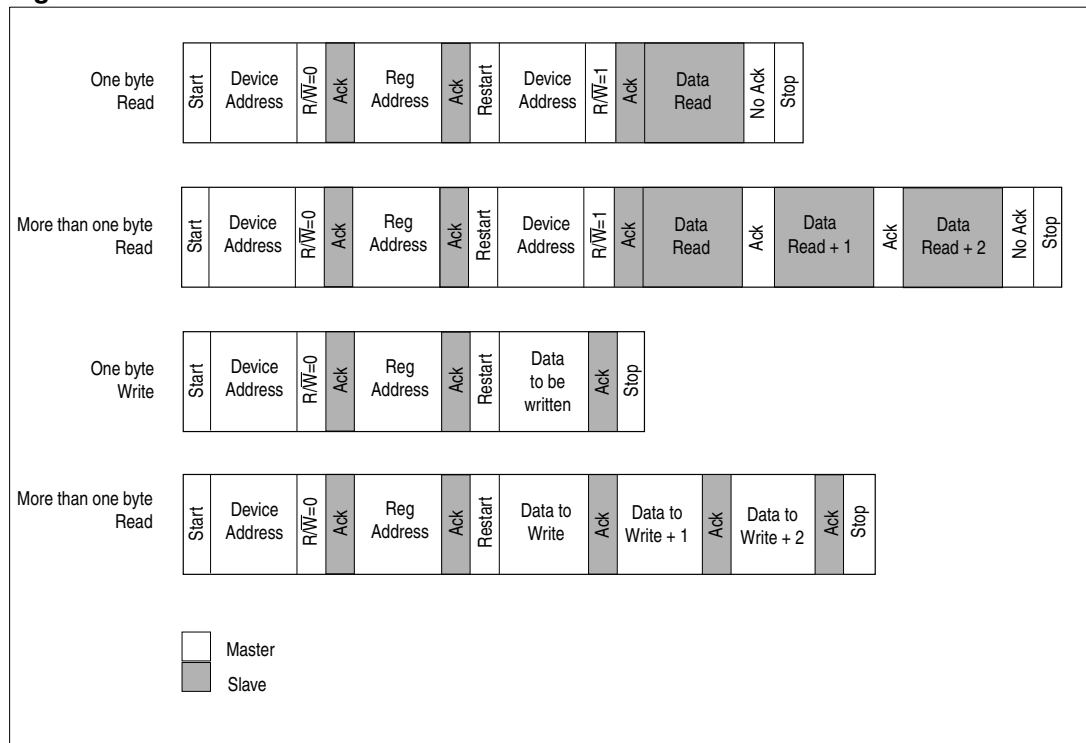 One byte
Read
Start
Device
Address
R/W̅=0
Ack
Reg
Address
Ack
Restart
Device
Address
R/W̅=1
Ack
Data
Read
No Ack
Stop
More than one byte
Read
Start
Device
Address
R/W̅=0
Ack
Reg
Address
Ack
Restart
Device
Address
R/W̅=1
Ack
Data
Read
Ack
Data
Read + 1
Ack
Data
Read + 2
No Ack
Stop
One byte
Write
Start
Device
Address
R/W̅=0
Ack
Reg
Address
Ack
Restart
Data
to be
written
Ack
Stop
More than one byte
Read
Start
Device
Address
R/W̅=0
Ack
Reg
Address
Ack
Restart
Data to
Write
Ack
Data to
Write + 1
Ack
Data to
Write + 2
Ack
Stop
Master
Slave